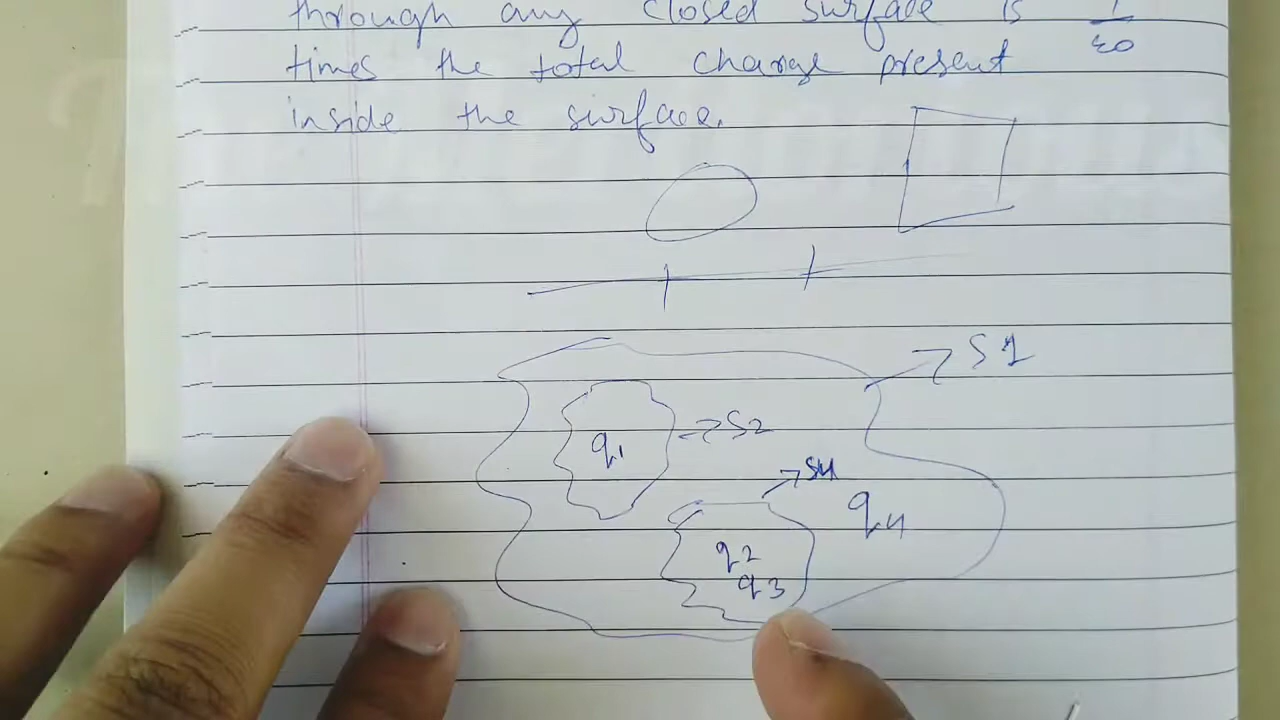 through any closed surface is 1/ε0
times the total charge present
inside the surface.
S1
q1 S2
S4
q4
q2
q3